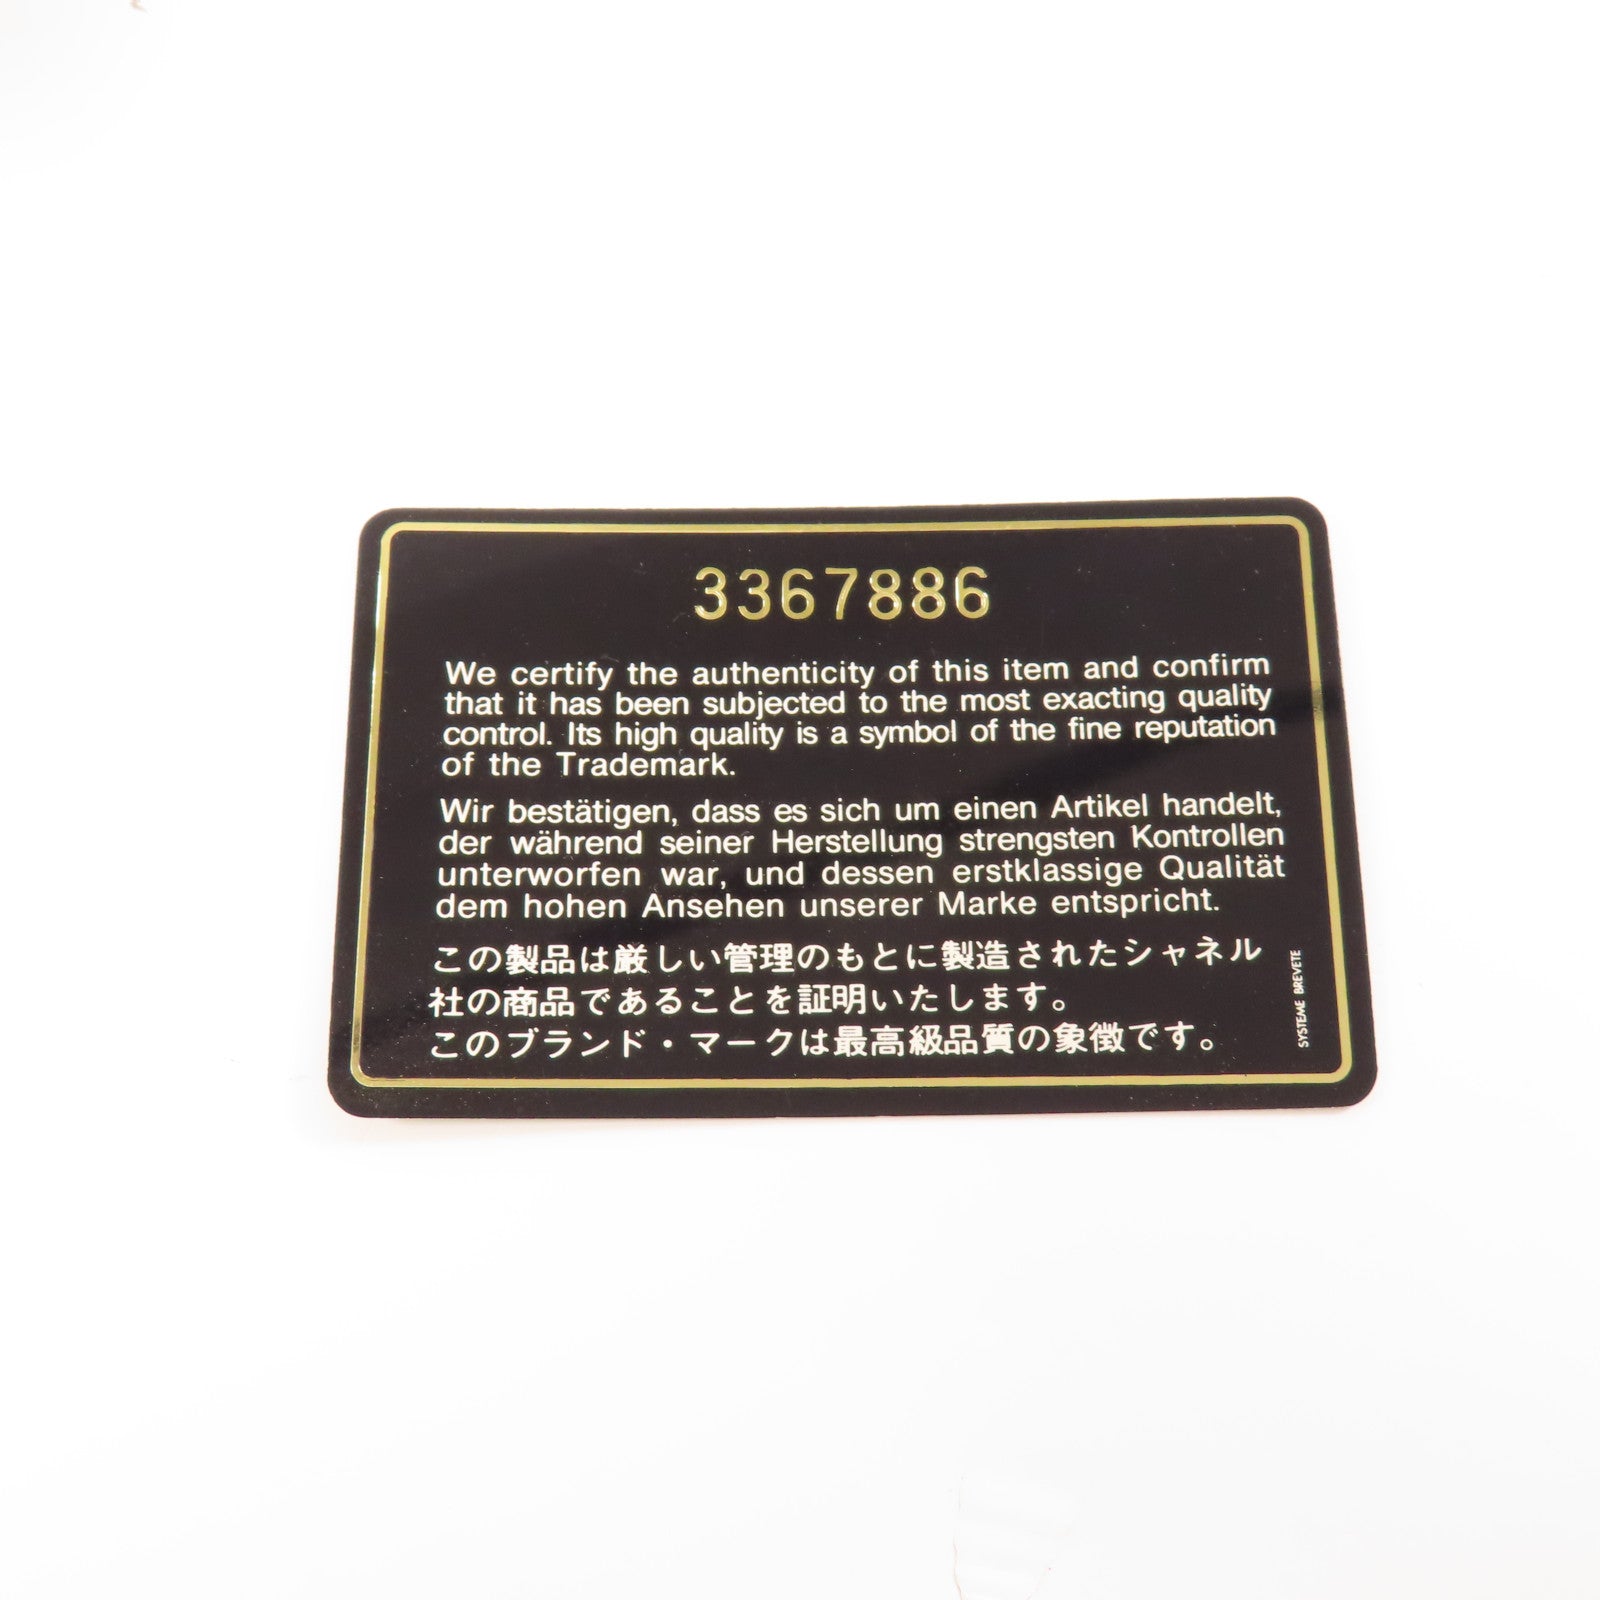 3367886
We certify the authenticity of this item and confirm
that it has been subjected to the most exacting quality
control. Its high quality is a symbol of the fine reputation
of the Trademark.
Wir bestätigen, dass es sich um einen Artikel handelt,
der während seiner Herstellung strengsten Kontrollen
unterworfen war, und dessen erstklassige Qualität
dem hohen Ansehen unserer Marke entspricht.
この製品は厳しい管理のもとに製造されたシャネル
社の商品であることを証明いたします。
このブランド・マークは最高級品質の象徴です。
SYSTEME BREVETE